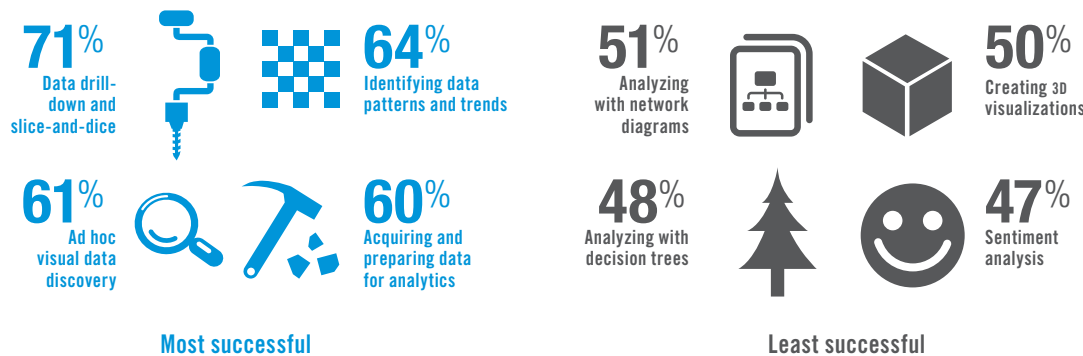 71%
Data drill-
down and
slice-and-dice
64%
Identifying data
patterns and trends
61%
Ad hoc
visual data
discovery
60%
Acquiring and
preparing data
for analytics
Most successful
51%
Analyzing
with network
diagrams
50%
Creating 3D
visualizations
48%
Analyzing with
decision trees
47%
Sentiment
analysis
Least successful